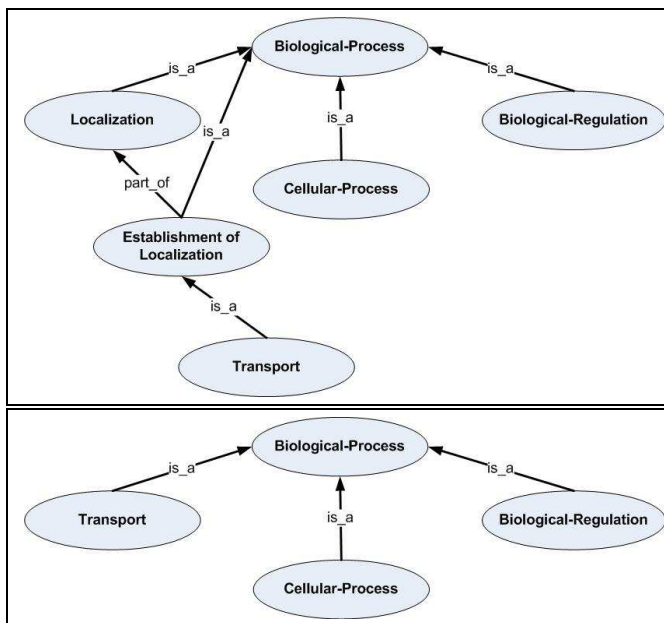 Biological-Process
is_a
is_a
Localization
is_a
is_a
Biological-Regulation
part_of
Cellular-Process
Establishment of
Localization
is_a
Transport
Biological-Process
is_a
is_a
Transport
is_a
Biological-Regulation
Cellular-Process